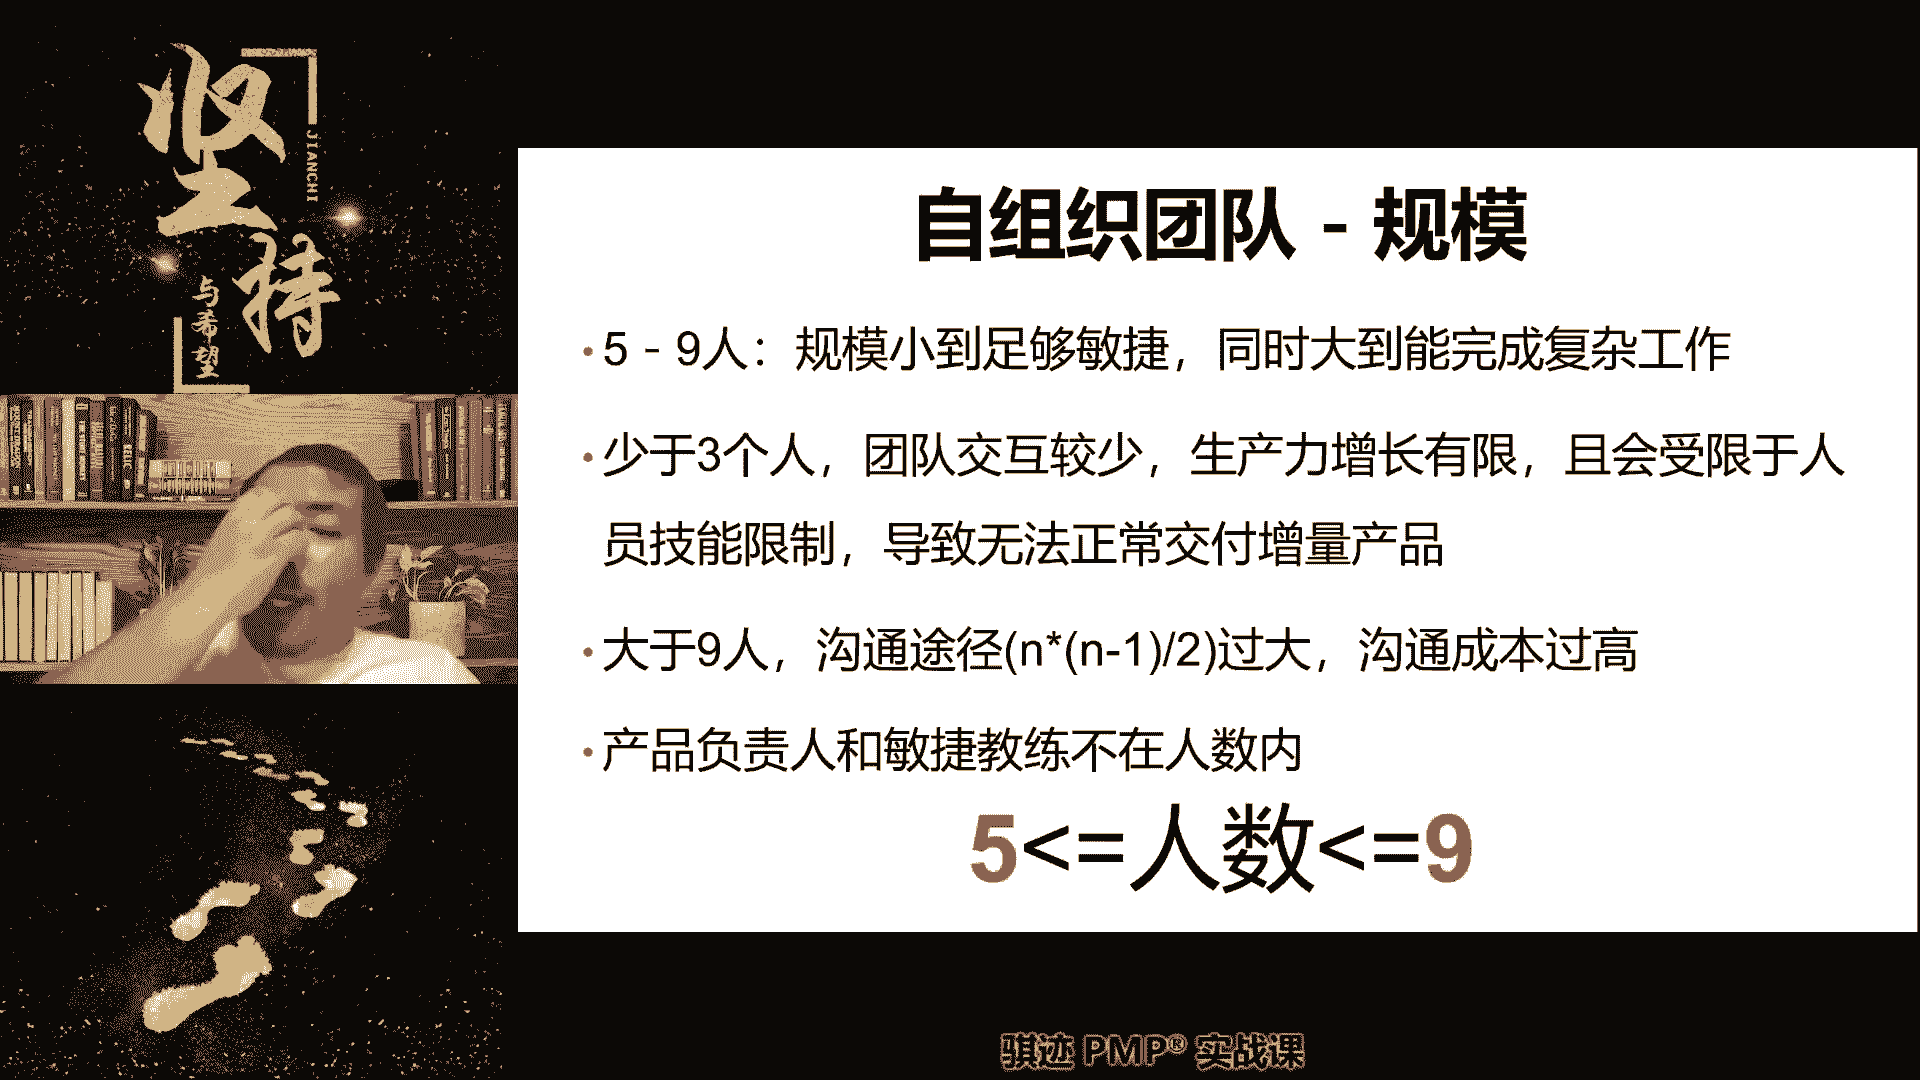 坚持
JIANCHI
与希望
自组织团队 - 规模
•5 - 9人：规模小到足够敏捷，同时大到能完成复杂工作
•少于3个人，团队交互较少，生产力增长有限，且会受限于人
员技能限制，导致无法正常交付增量产品
•大于9人，沟通途径(n*(n-1)/2)过大，沟通成本过高
•产品负责人和敏捷教练不在人数内
5<=人数<=9
骐迹 PMP® 实战课